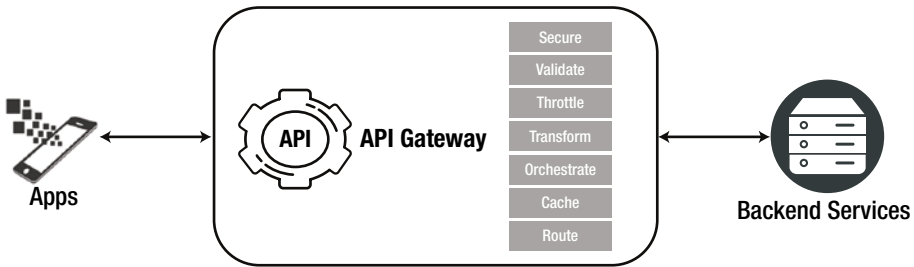 Secure
Validate
Throttle
API
API Gateway
Transform
Orchestrate
Cache
Route
Apps
Backend Services